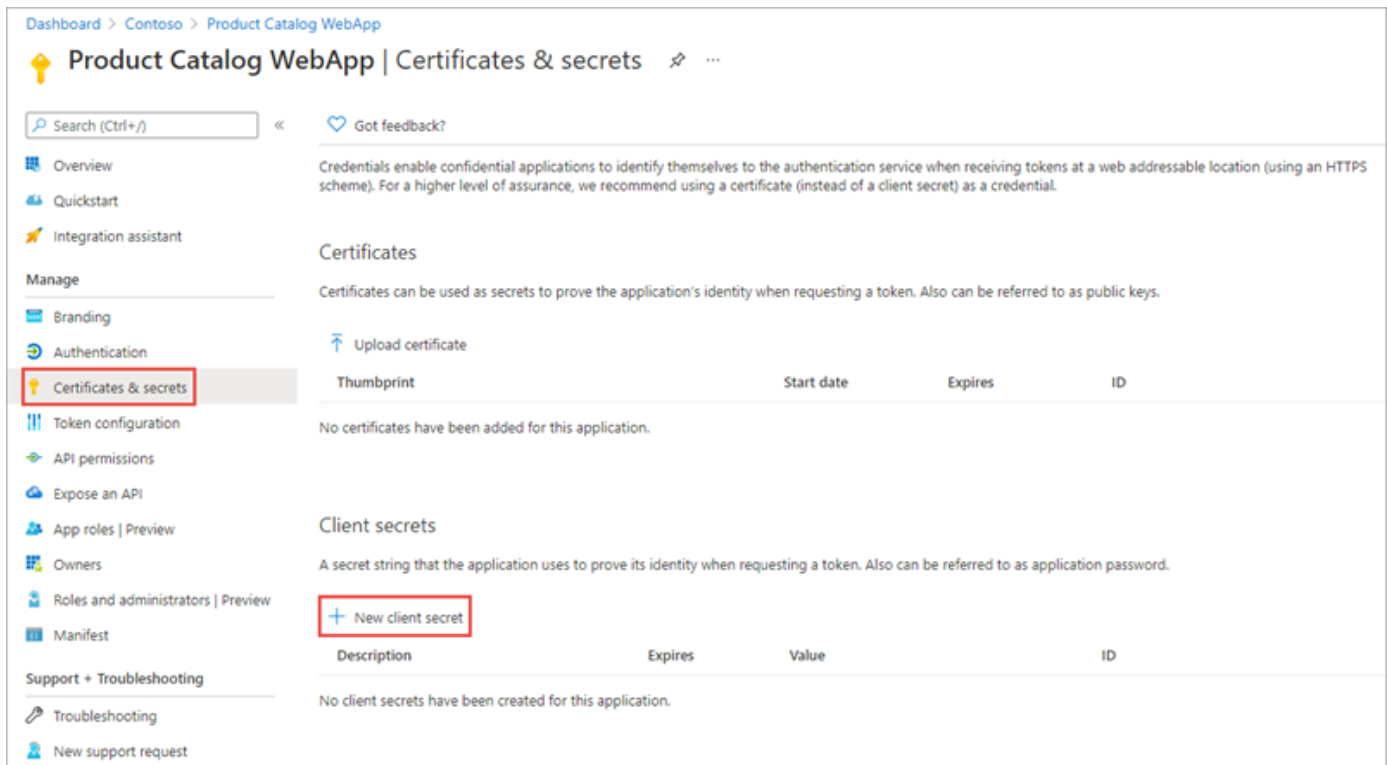 Dashboard > Contoso > Product Catalog WebApp
Product Catalog WebApp | Certificates & secrets ...
Search (Ctrl+/) «
Overview
Quickstart
Integration assistant
Manage
Branding
Authentication
Certificates & secrets
Token configuration
API permissions
Expose an API
App roles | Preview
Owners
Roles and administrators | Preview
Manifest
Support + Troubleshooting
Troubleshooting
New support request
Got feedback?
Credentials enable confidential applications to identify themselves to the authentication service when receiving tokens at a web addressable location (using an HTTPS
scheme). For a higher level of assurance, we recommend using a certificate (instead of a client secret) as a credential.
Certificates
Certificates can be used as secrets to prove the application's identity when requesting a token. Also can be referred to as public keys.
Upload certificate
Thumbprint Start date Expires ID
No certificates have been added for this application.
Client secrets
A secret string that the application uses to prove its identity when requesting a token. Also can be referred to as application password.
+ New client secret
Description Expires Value ID
No client secrets have been created for this application.